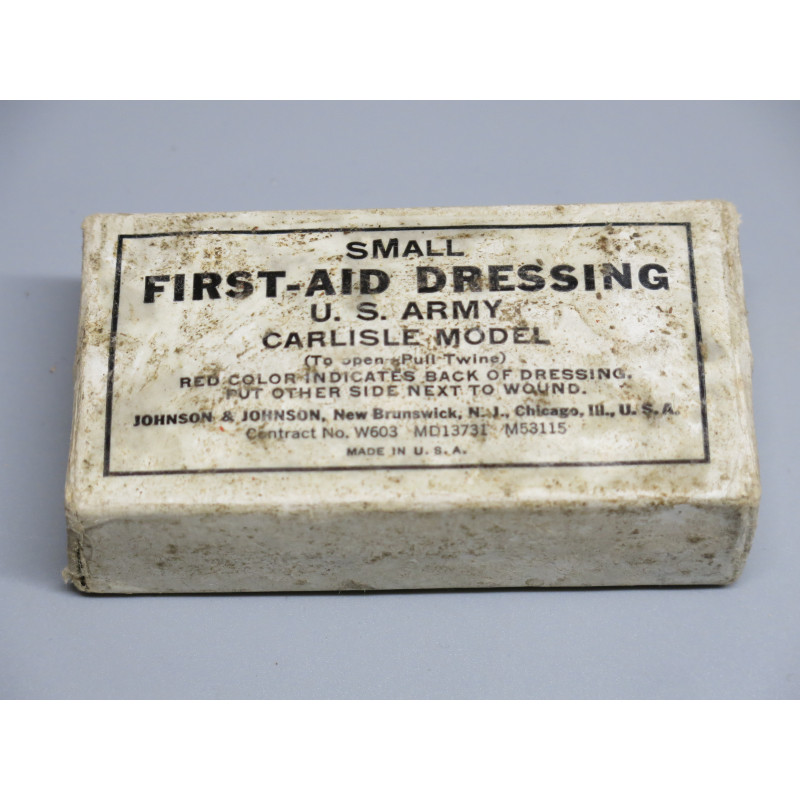 SMALL
FIRST-AID DRESSING
U. S. ARMY
CARLISLE MODEL
(To open-Pull Twine)
RED COLOR INDICATES BACK OF DRESSING.
PUT OTHER SIDE NEXT TO WOUND.
JOHNSON & JOHNSON, New Brunswick, N. J., Chicago, Ill., U. S. A.
Contract No. W603 MD13731 M53115
MADE IN U. S. A.